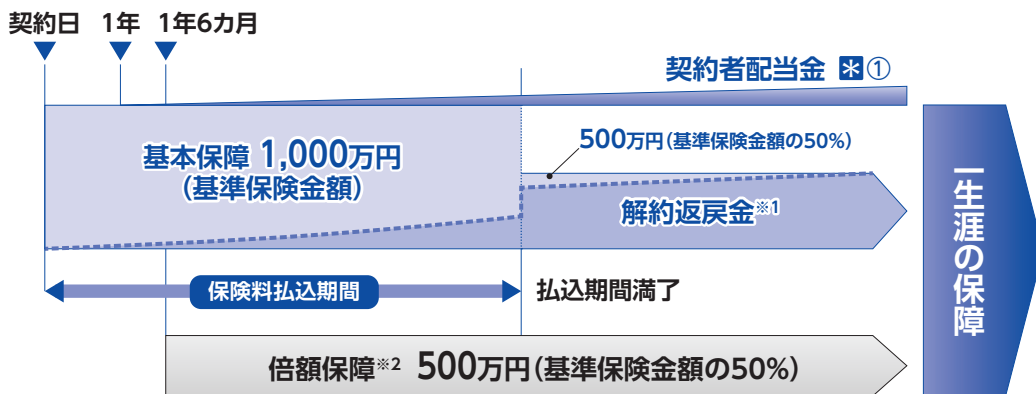 契約日 1年 1年6カ月
契約者配当金 *①
基本保障 1,000万円
(基準保険金額)
500万円(基準保険金額の50%)
解約返戻金※1
保険料払込期間
払込期間満了
倍額保障※2 500万円(基準保険金額の50%)
一生涯の保障